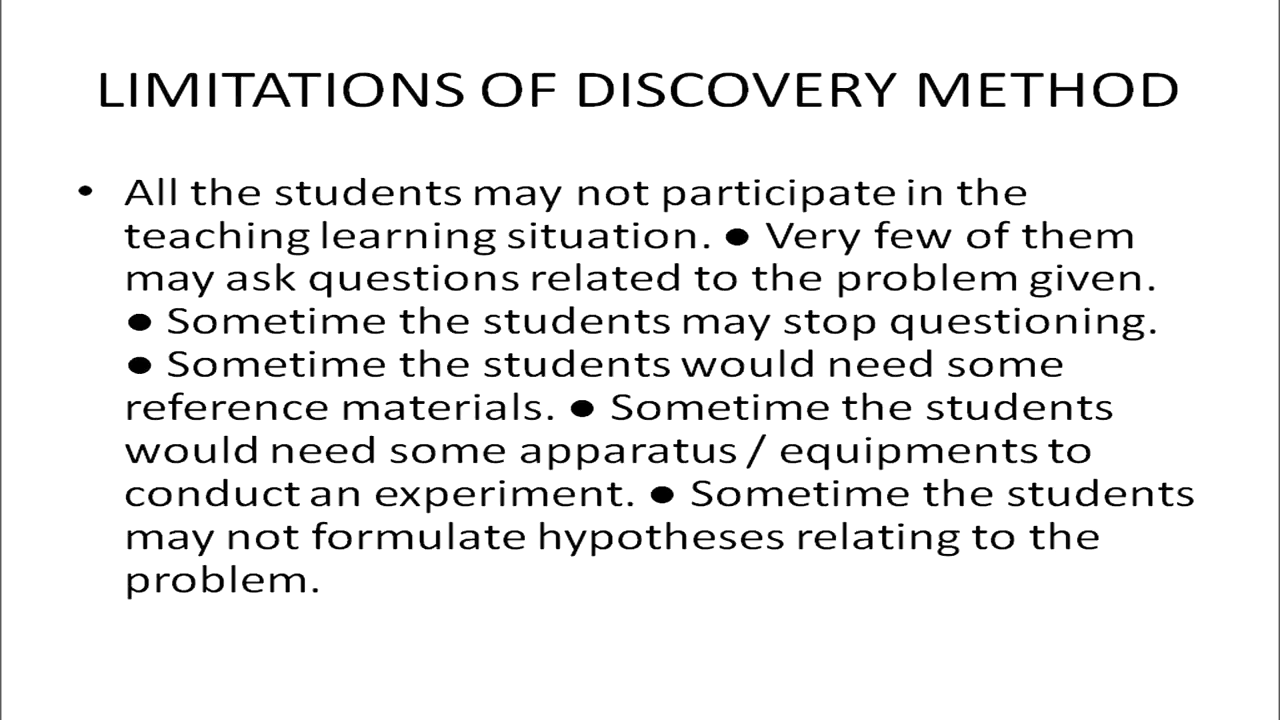 LIMITATIONS OF DISCOVERY METHOD
• All the students may not participate in the
teaching learning situation. ● Very few of them
may ask questions related to the problem given.
● Sometime the students may stop questioning.
● Sometime the students would need some
reference materials. ● Sometime the students
would need some apparatus / equipments to
conduct an experiment. ● Sometime the students
may not formulate hypotheses relating to the
problem.